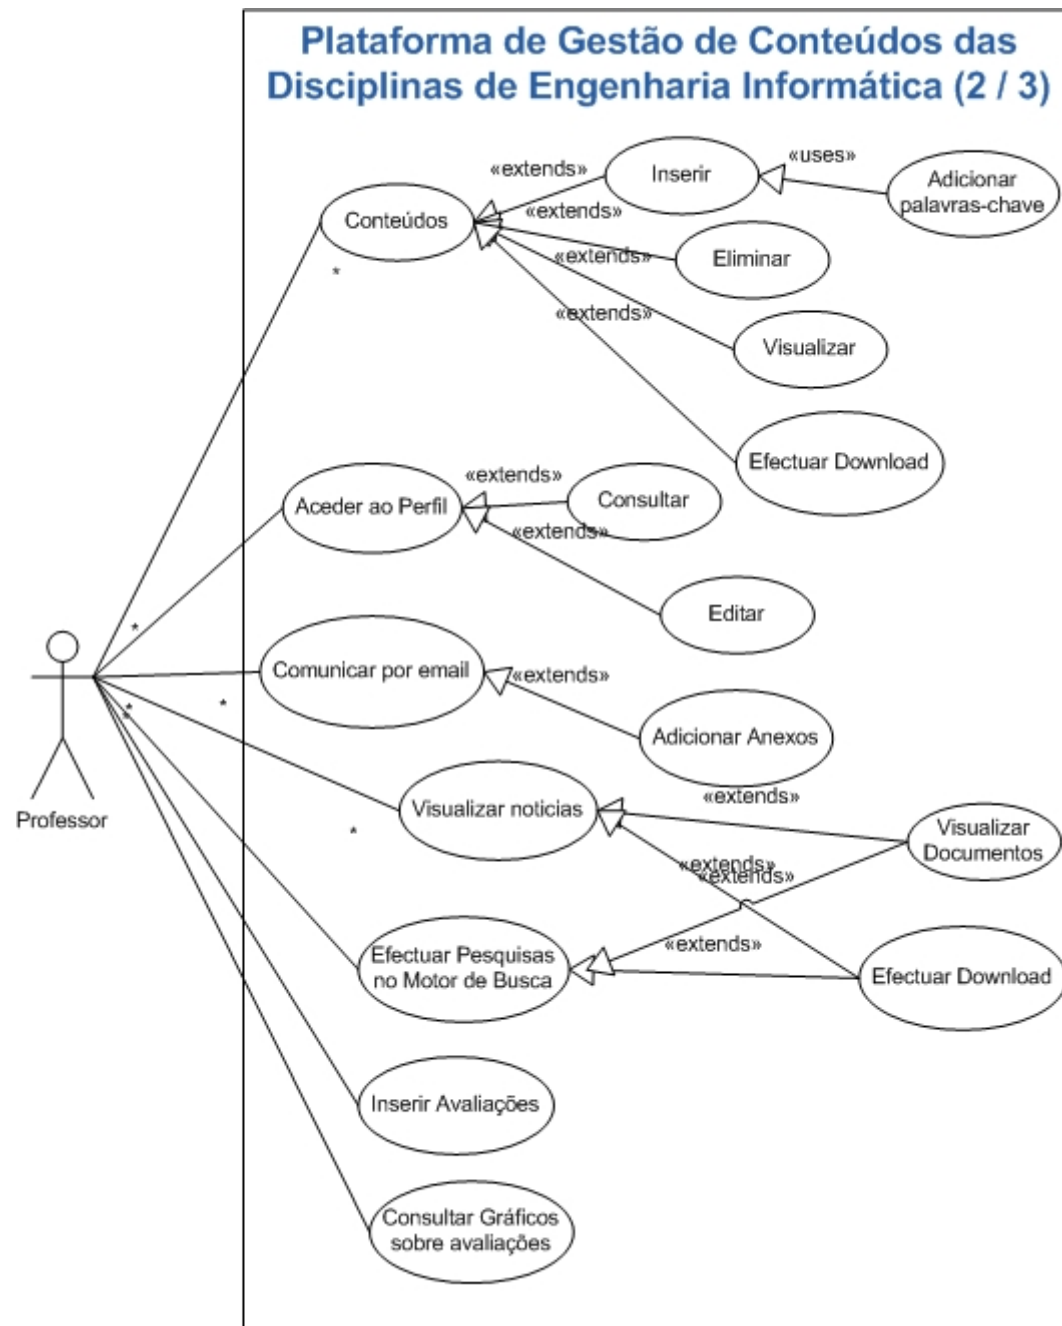 Plataforma de Gestão de Conteúdos das
Disciplinas de Engenharia Informática (2 / 3)
«uses»
«extends»
Inserir
Adicionar
palavras-chave
Conteúdos
«extends»
*
«extends»
Eliminar
«extends»
Visualizar
Efectuar Download
«extends»
Aceder ao Perfil
Consultar
«extends»
Editar
*
Comunicar por email
«extends»
*
*
*
Adicionar Anexos
Professor
Visualizar noticias
«extends»
*
Visualizar
Documentos
«extends»
«extends»
«extends»
Efectuar Pesquisas
no Motor de Busca
Efectuar Download
Inserir Avaliações
Consultar Gráficos
sobre avaliações